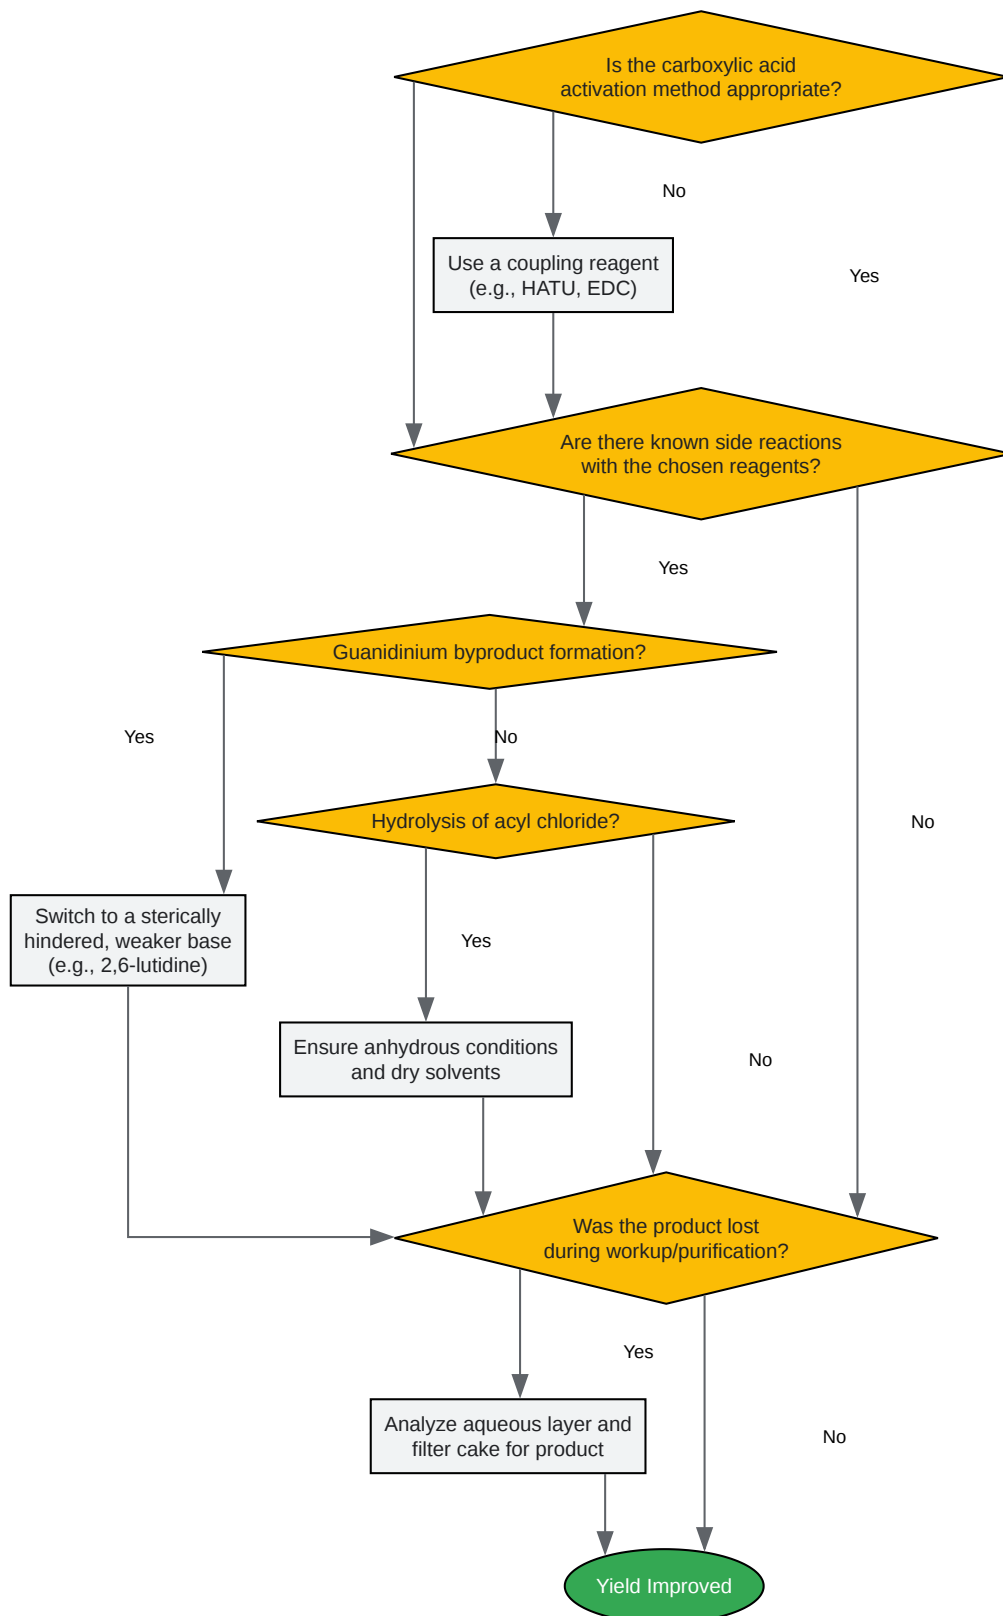 Is the carboxylic acid
activation method appropriate?
No
Use a coupling reagent
(e.g., HATU, EDC)
Yes
Are there known side reactions
with the chosen reagents?
Yes
Guanidinium byproduct formation?
Yes
No
Hydrolysis of acyl chloride?
No
Switch to a sterically
hindered, weaker base
(e.g., 2,6-lutidine)
Yes
Ensure anhydrous conditions
and dry solvents
No
Was the product lost
during workup/purification?
Yes
Analyze aqueous layer and
filter cake for product
No
Yield Improved